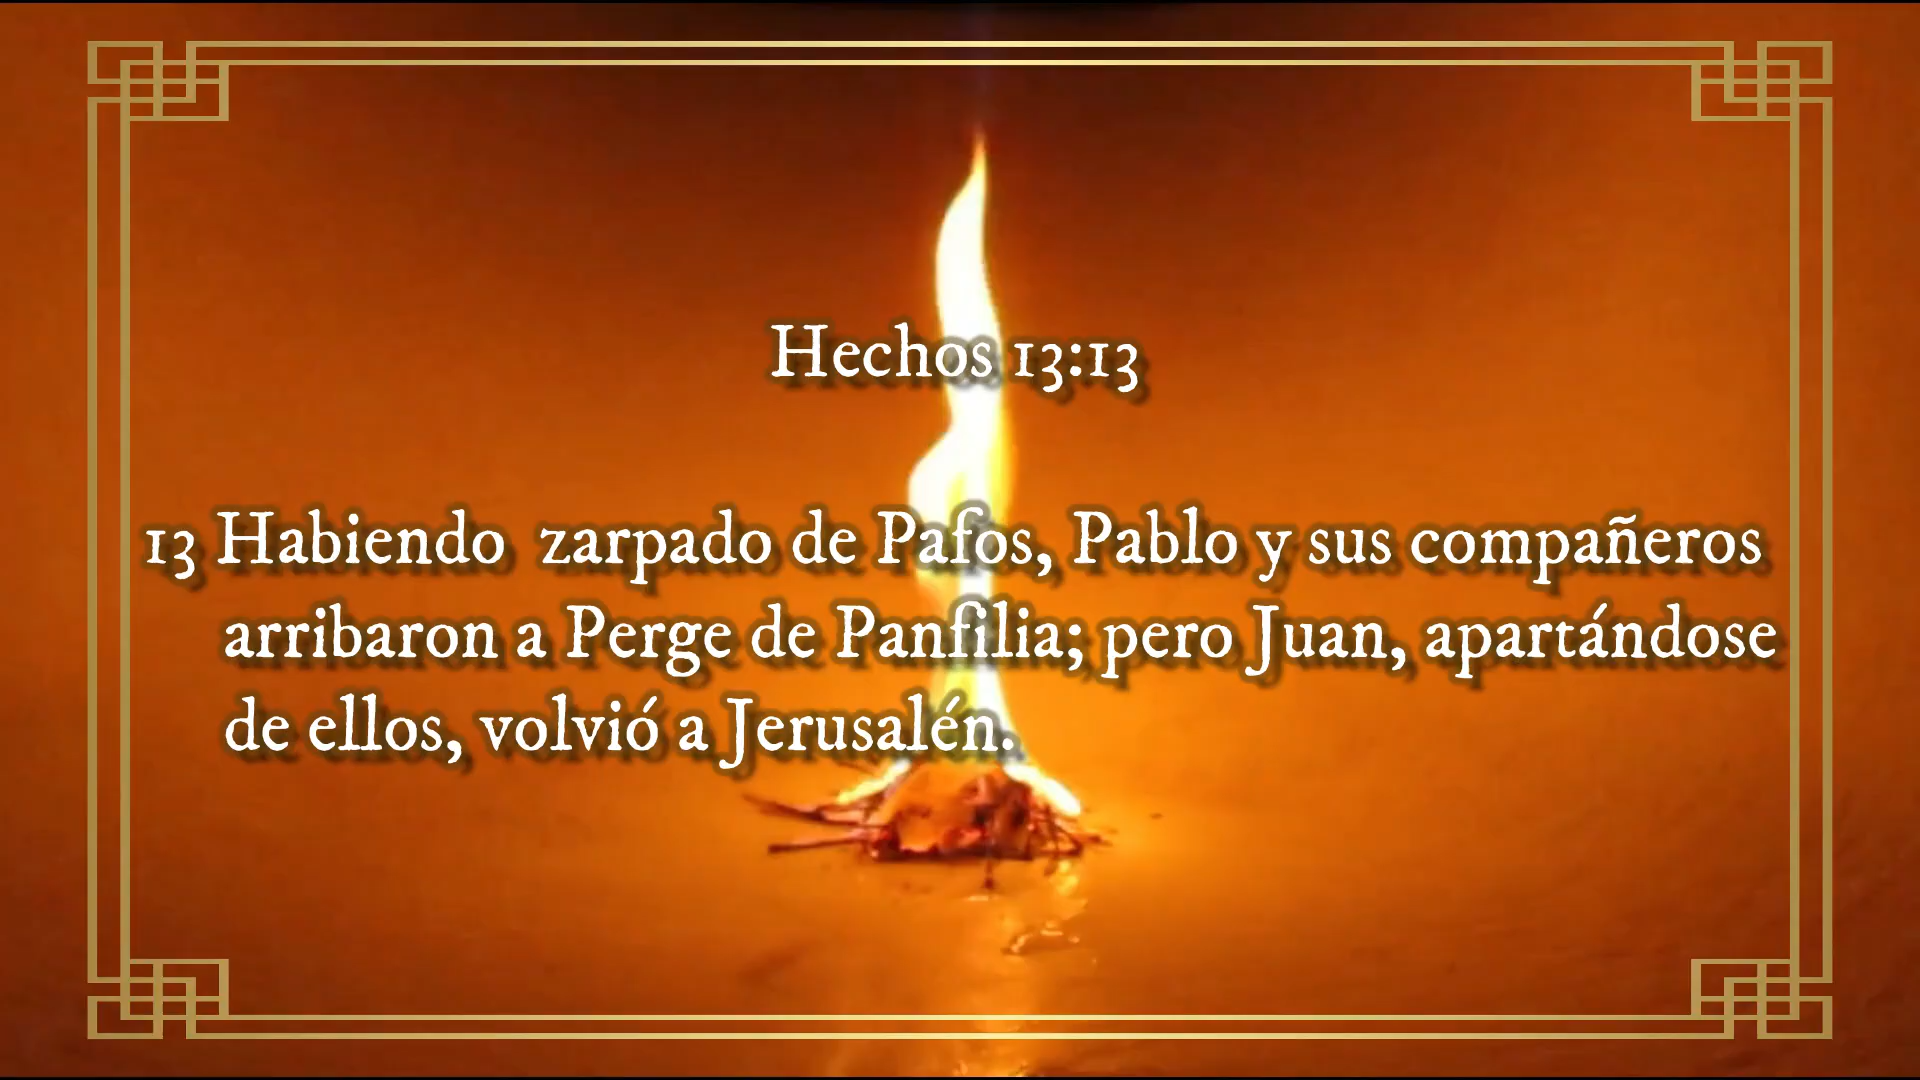 Hechos 13:13
13 Habiendo  zarpado de Pafos, Pablo y sus compañeros
arribaron a Perge de Panfilia; pero Juan, apartándose
de ellos, volvió a Jerusalén.